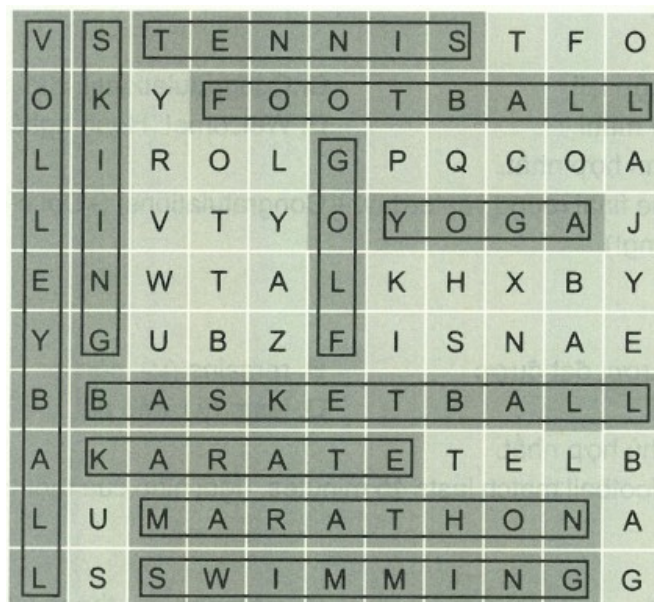 V S T E N N I S T F O
O K Y F O O T B A L L
L I R O L G P Q C O A
L I V T Y O Y O G A J
E N W T A L K H X B Y
Y G U B Z F I S N A E
B B A S K E T B A L L
A K A R A T E T E L B
L U M A R A T H O N A
L S S W I M M I N G G